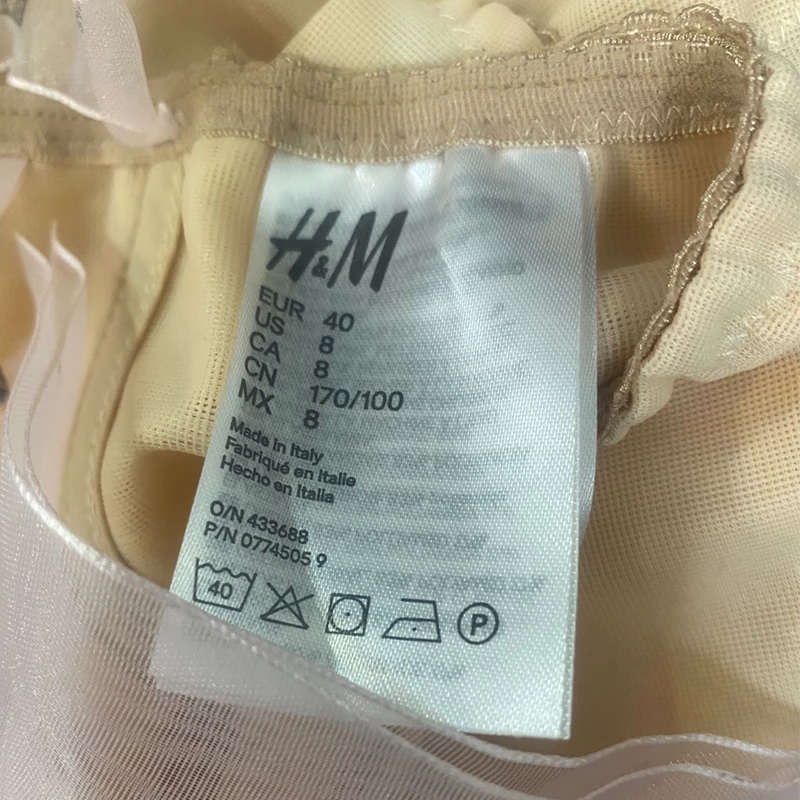 H&M
EUR 40
US 8
CA 8
CN 170/100
MX 8
Made in Italy
Fabriqué en Italie
Hecho en Italia
O/N 433688
P/N 0774505 9
40
P